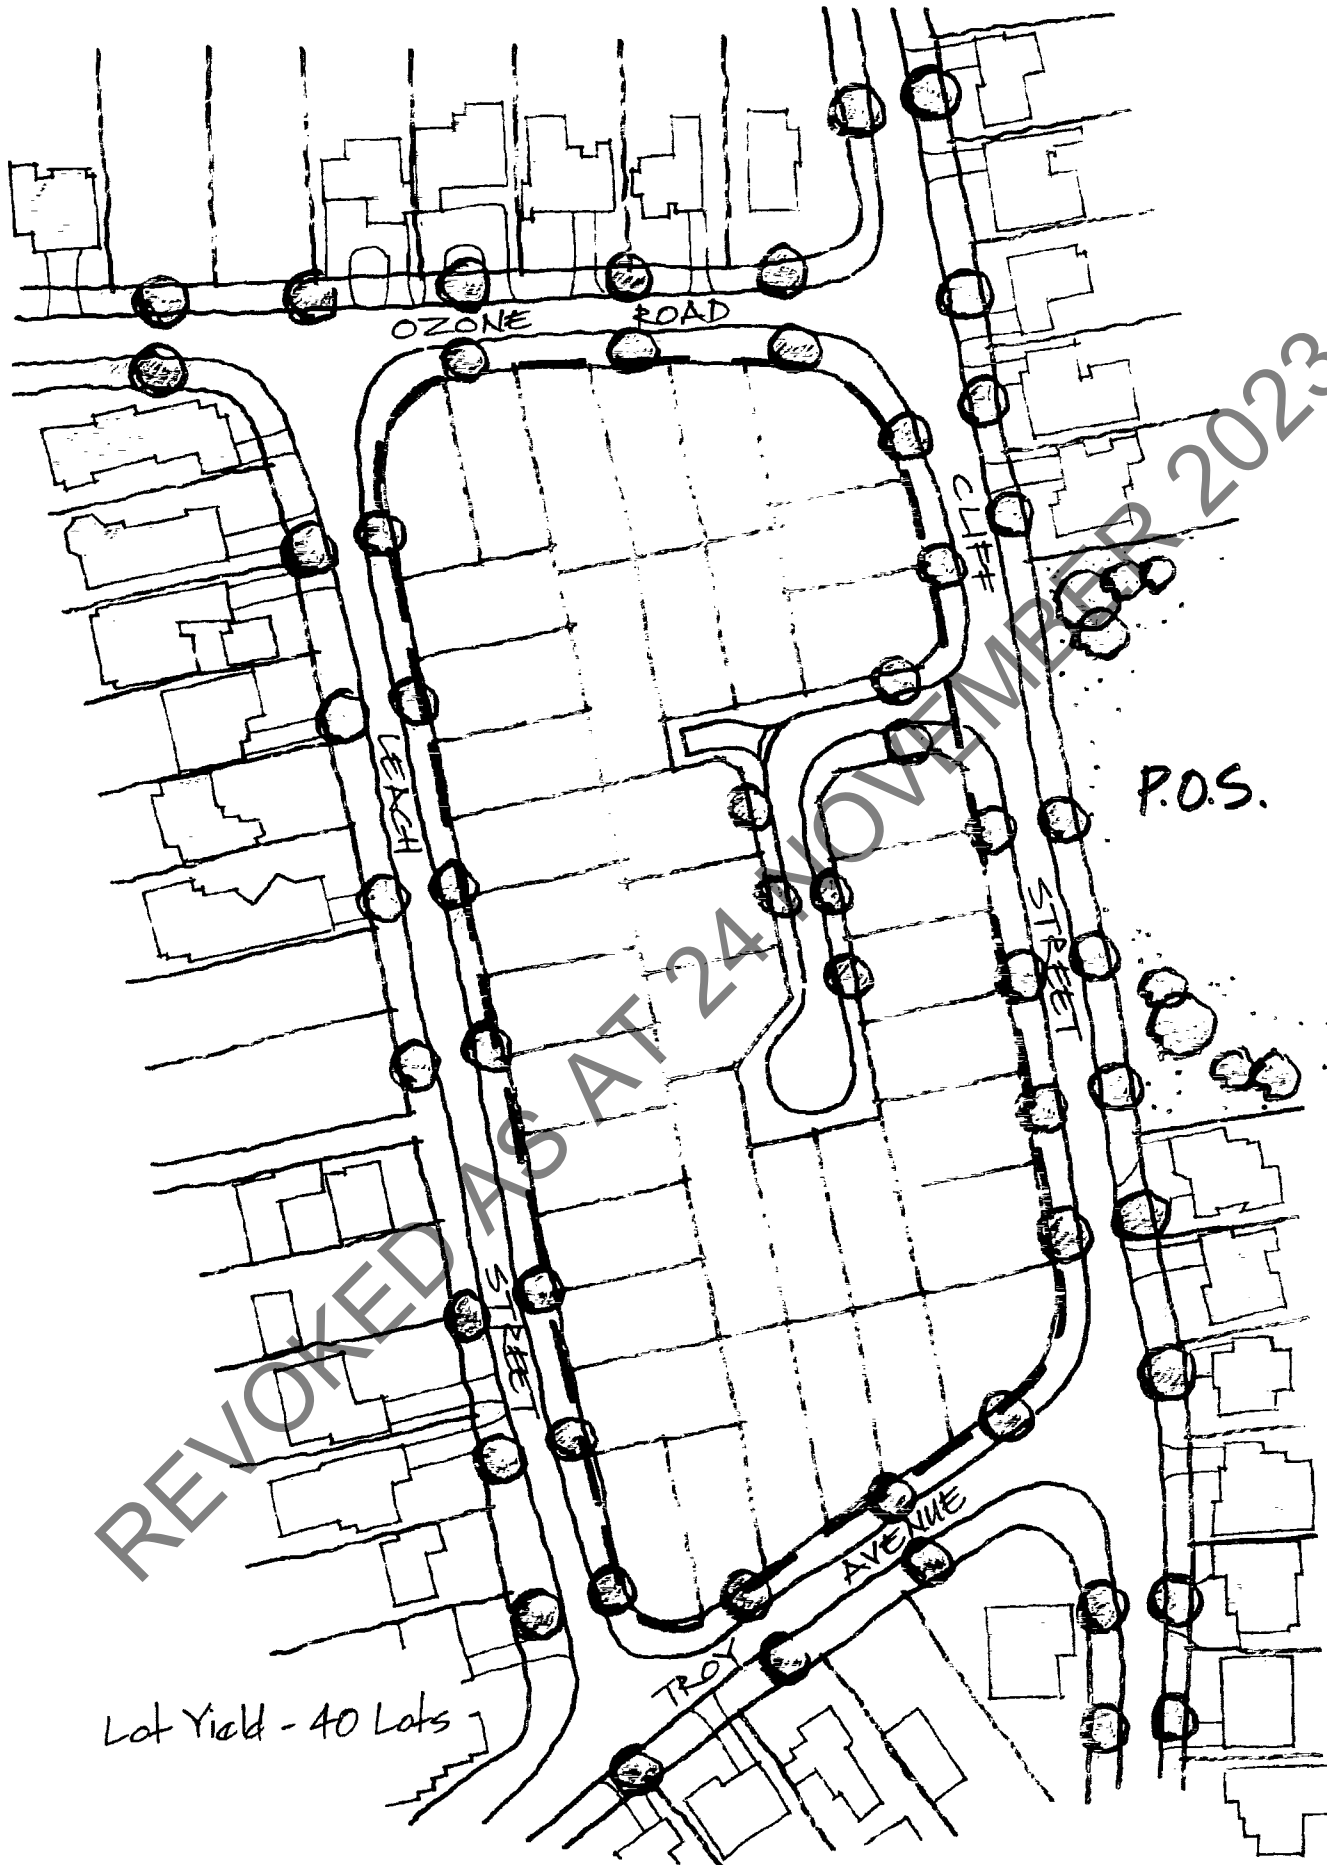 OZONE ROAD
CLIFF
STREET
P.O.S.
LEACH
STREET
AVENUE
TROY
Lot Yield - 40 Lots
REVOKED AS AT 24 NOVEMBER 2023